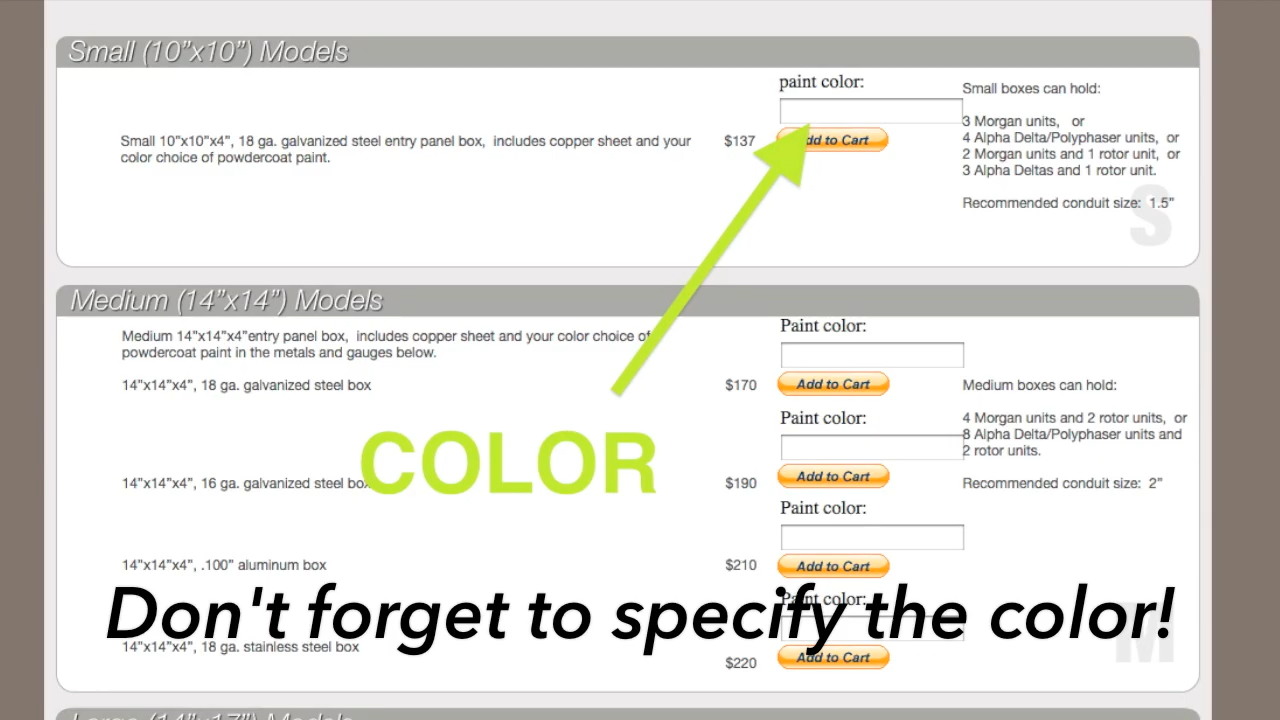 Small (10”x10”) Models
paint color:
Small boxes can hold:
3 Morgan units, or
4 Alpha Delta/Polyphaser units, or
2 Morgan units and 1 rotor unit, or
3 Alpha Deltas and 1 rotor unit.
Recommended conduit size: 1.5”
Small 10”x10”x4”, 18 ga. galvanized steel entry panel box, includes copper sheet and your
color choice of powdercoat paint.
$137
Add to Cart
S
Medium (14”x14”) Models
Medium 14”x14”x4”entry panel box, includes copper sheet and your color choice of
powdercoat paint in the metals and gauges below.
Paint color:
14”x14”x4”, 18 ga. galvanized steel box
$170
Add to Cart
Medium boxes can hold:
4 Morgan units and 2 rotor units, or
8 Alpha Delta/Polyphaser units and
2 rotor units.
Recommended conduit size: 2”
Paint color:
COLOR
14”x14”x4”, 16 ga. galvanized steel box
$190
Add to Cart
Paint color:
14”x14”x4”, .100” aluminum box
$210
Add to Cart
Paint color:
Don't forget to specify the color!
14”x14”x4”, 18 ga. stainless steel box
$220
Add to Cart
M
Large (14”x17”) Models